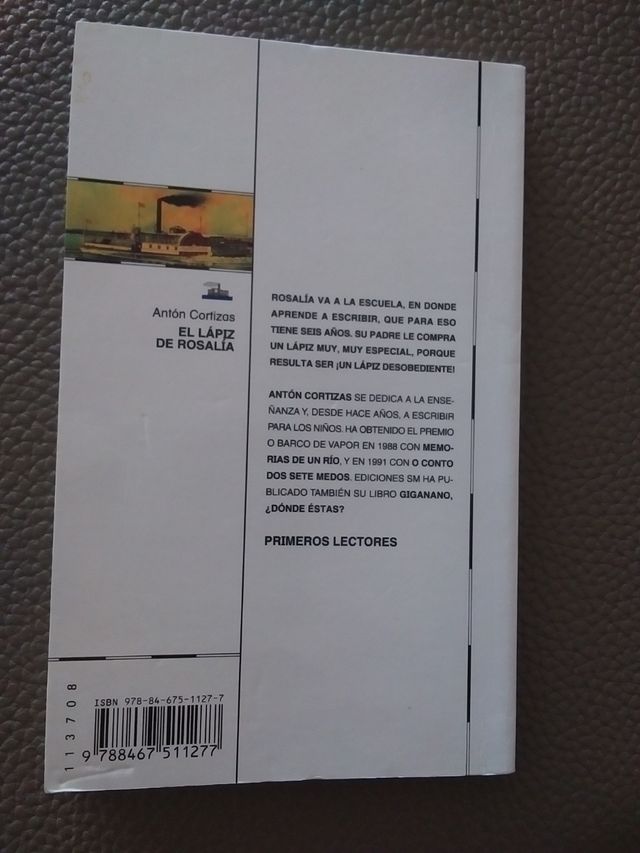 Antón Cortizas
EL LÁPIZ
DE ROSALÍA
ROSALÍA VA A LA ESCUELA, EN DONDE
APRENDE A ESCRIBIR, QUE PARA ESO
TIENE SEIS AÑOS. SU PADRE LE COMPRA
UN LÁPIZ MUY, MUY ESPECIAL, PORQUE
RESULTA SER ¡UN LÁPIZ DESOBEDIENTE!
ANTÓN CORTIZAS SE DEDICA A LA ENSE-
ÑANZA Y, DESDE HACE AÑOS, A ESCRIBIR
PARA LOS NIÑOS. HA OBTENIDO EL PREMIO
O BARCO DE VAPOR EN 1988 CON MEMO-
RIAS DE UN RÍO, Y EN 1991 CON O CONTO
DOS SETE MEDOS. EDICIONES SM HA PU-
BLICADO TAMBIÉN SU LIBRO GIGANANO,
¿DÓNDE ÉSTAS?
PRIMEROS LECTORES
113708
ISBN 978-84-675-1127-7
9 788467 511277